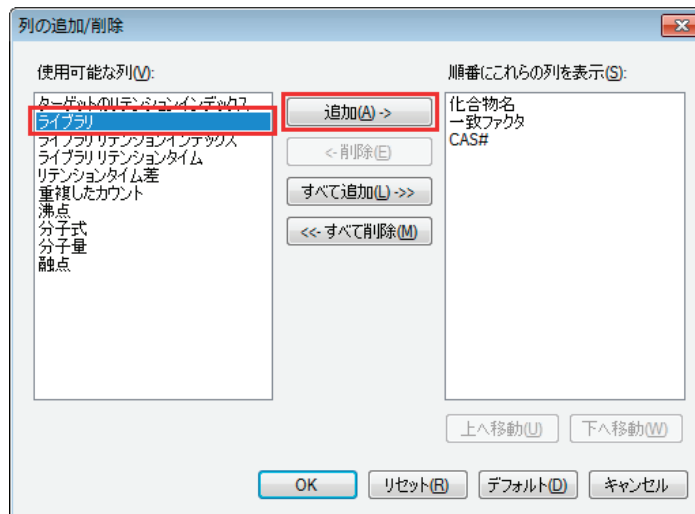 列の追加/削除
使用可能な列(V):
ターゲットのリテンションインデックス
ライブラリ
ライブラリ リテンションインデックス
ライブラリ リテンションタイム
リテンションタイム差
重複したカウント
沸点
分子式
分子量
融点
追加(A) ->
<- 削除(E)
すべて追加(L) ->>
<<- すべて削除(M)
順番にこれらの列を表示(S):
化合物名
一致ファクタ
CAS#
上へ移動(U)
下へ移動(W)
OK
リセット(R)
デフォルト(D)
キャンセル